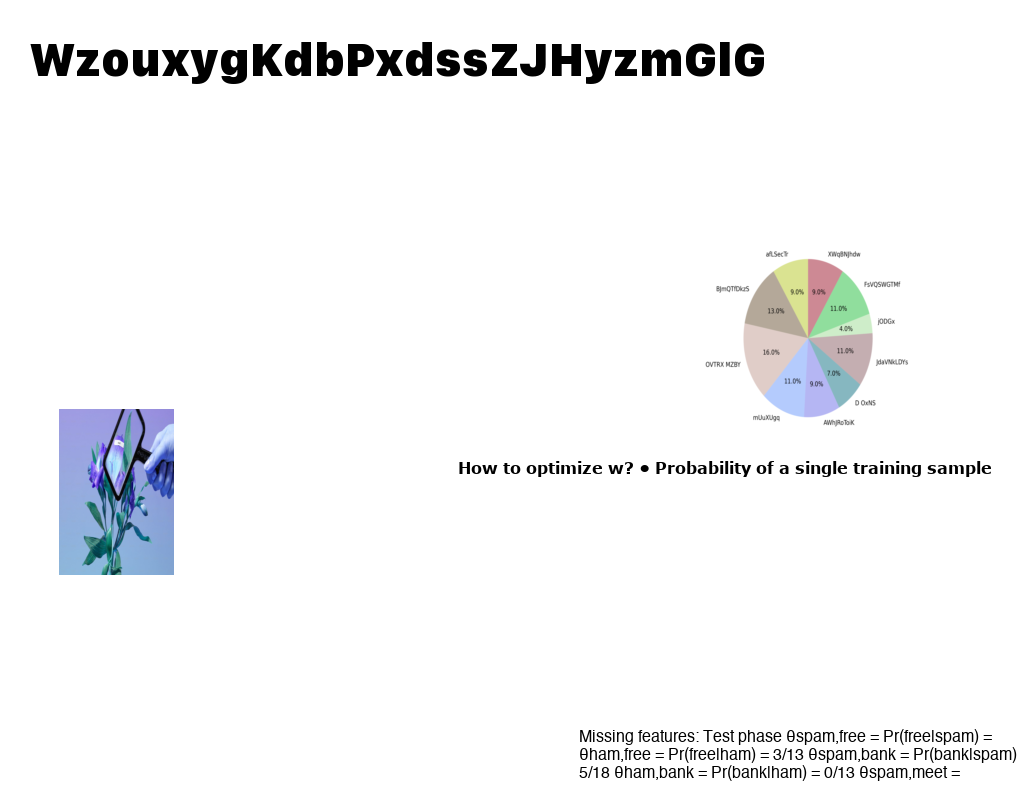 WzouxygKdbPxdssZJHyzmGlG
afLSecTr
XWqBNJhdw
FsVQSWGTMf
BJmQTfDkzS
9.0%
9.0%
11.0%
13.0%
jODGx
4.0%
11.0%
16.0%
OVTRX MZBY
JdaVNkLDYs
7.0%
11.0%
9.0%
D OxNS
mUuXUgq
AWhJRoToiK
How to optimize w? ● Probability of a single training sample
Missing features: Test phase θspam,free = Pr(free|spam) =
θham,free = Pr(free|ham) = 3/13 θspam,bank = Pr(bank|spam)
5/18 θham,bank = Pr(bank|ham) = 0/13 θspam,meet =